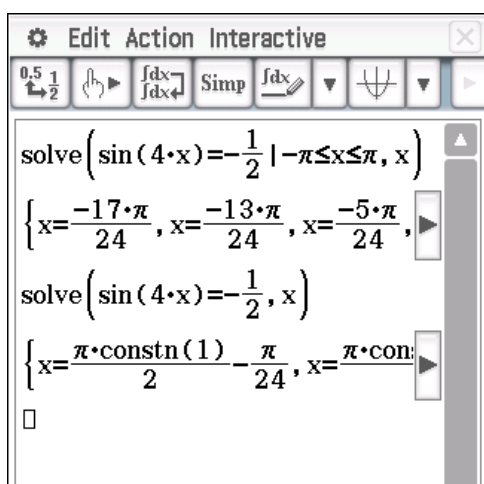 Edit Action Interactive
0.5 1/2 ∫dx ∫dx Simp ∫dx
solve(sin(4·x)=-1/2|-π≤x≤π,x)
{x=-17·π/24, x=-13·π/24, x=-5·π/24,
solve(sin(4·x)=-1/2,x)
{x=π·constn(1)/2-π/24, x=π·con